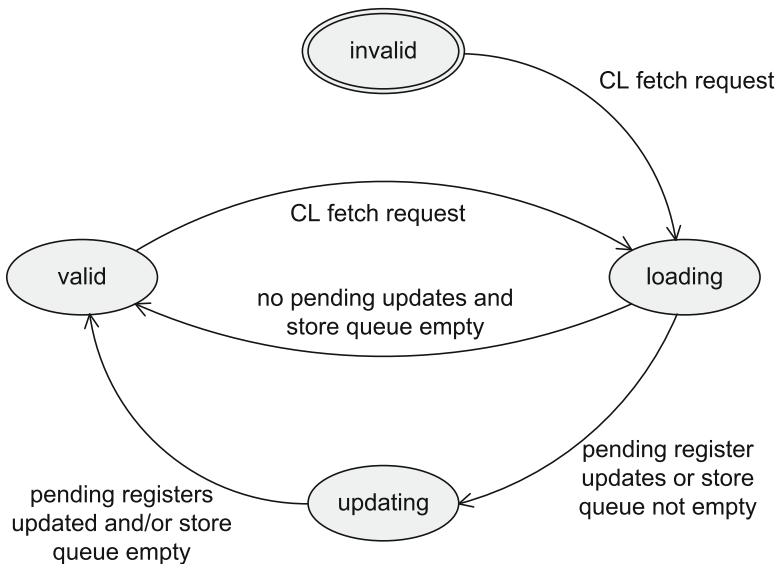 invalid
CL fetch request
CL fetch request
valid
loading
no pending updates and
store queue empty
pending register
updates or store
queue not empty
updating
pending registers
updated and/or store
queue empty